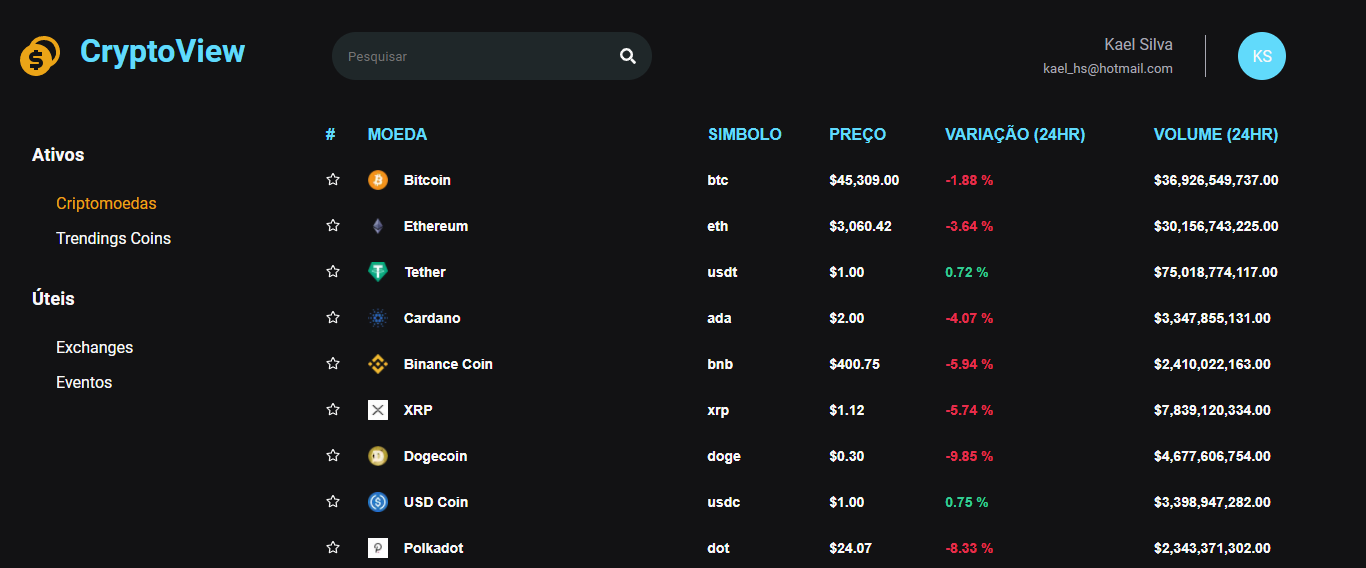 CryptoView
Pesquisar
Kael Silva
kael_hs@hotmail.com
KS
Ativos
Criptomoedas
Trendings Coins
Úteis
Exchanges
Eventos
# MOEDA SIMBOLO PREÇO VARIAÇÃO (24HR) VOLUME (24HR)
Bitcoin btc $45,309.00 -1.88 % $36,926,549,737.00
Ethereum eth $3,060.42 -3.64 % $30,156,743,225.00
Tether usdt $1.00 0.72 % $75,018,774,117.00
Cardano ada $2.00 -4.07 % $3,347,855,131.00
Binance Coin bnb $400.75 -5.94 % $2,410,022,163.00
XRP xrp $1.12 -5.74 % $7,839,120,334.00
Dogecoin doge $0.30 -9.85 % $4,677,606,754.00
USD Coin usdc $1.00 0.75 % $3,398,947,282.00
Polkadot dot $24.07 -8.33 % $2,343,371,302.00